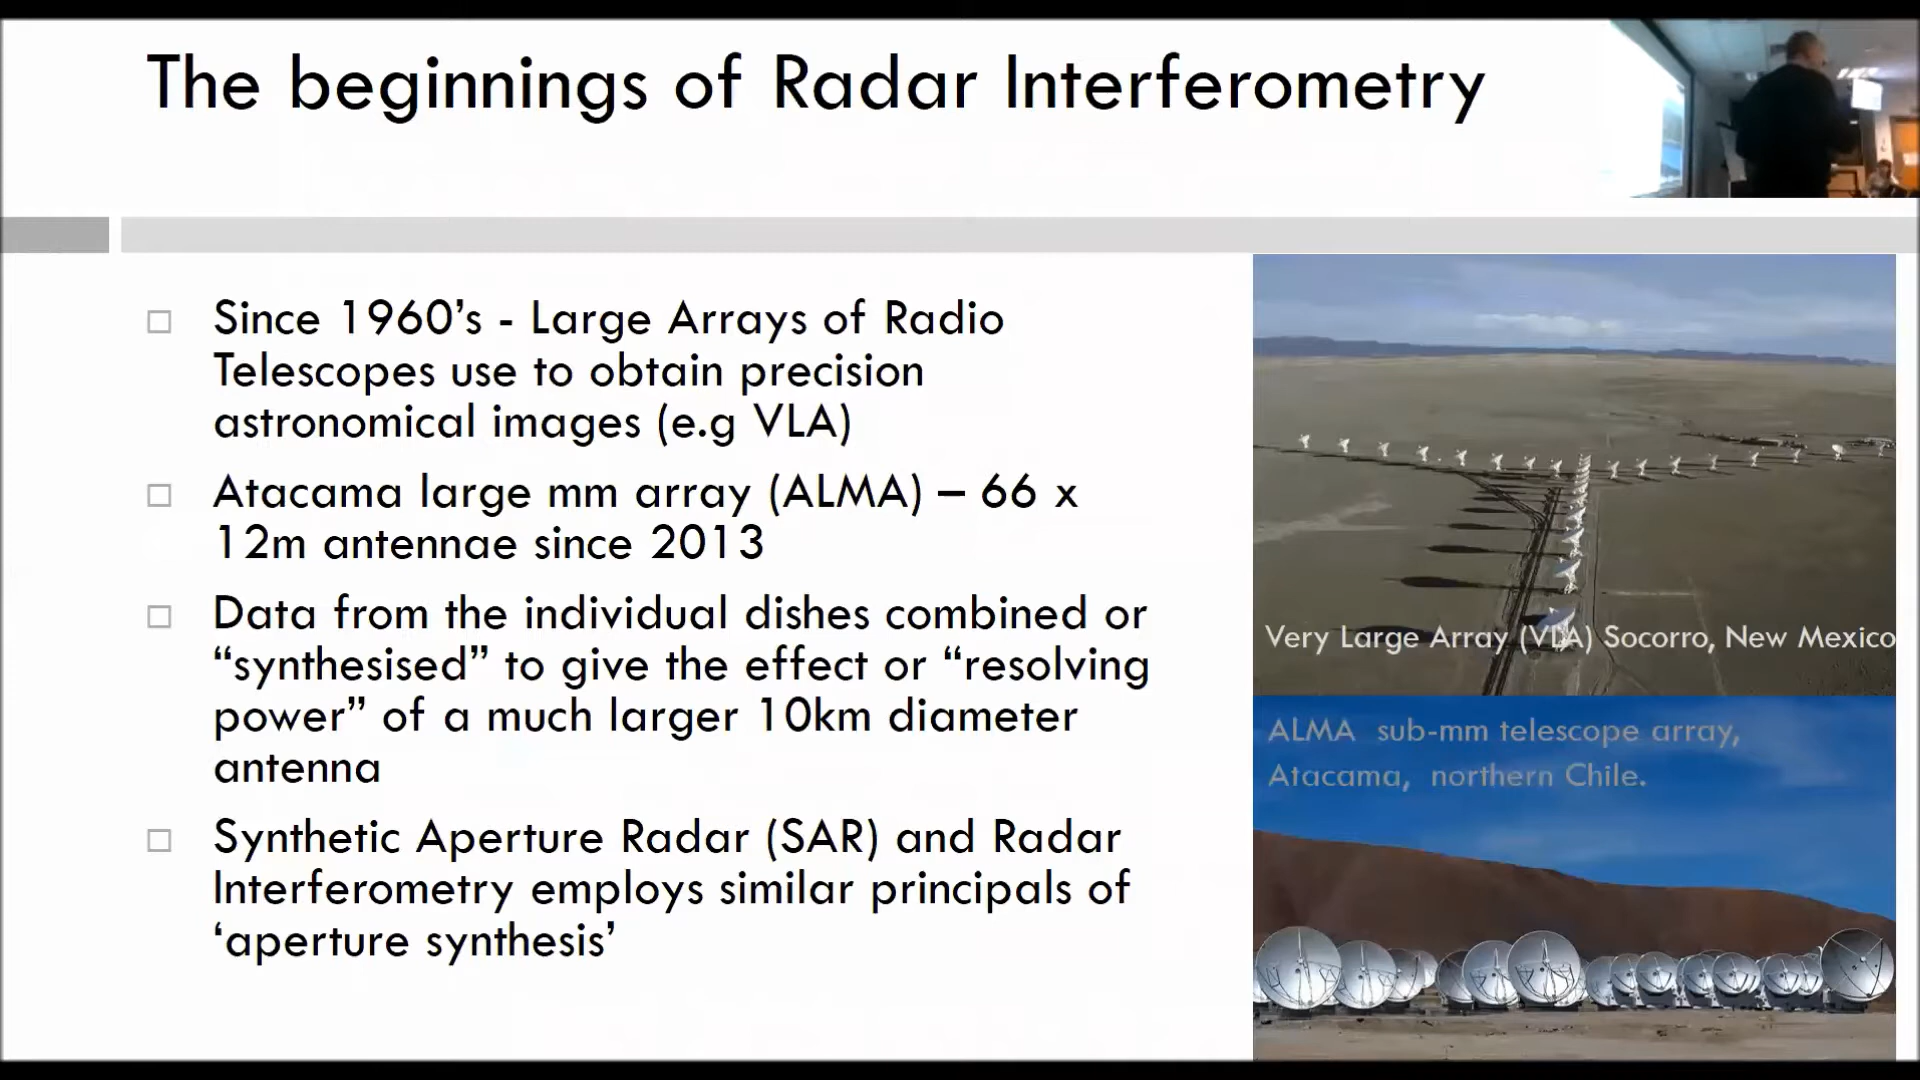 The beginnings of Radar Interferometry
Since 1960's - Large Arrays of Radio
Telescopes use to obtain precision
astronomical images (e.g VLA)
Atacama large mm array (ALMA) – 66 x
12m antennae since 2013
Data from the individual dishes combined or
“synthesised” to give the effect or “resolving
power” of a much larger 10km diameter
antenna
Synthetic Aperture Radar (SAR) and Radar
Interferometry employs similar principals of
‘aperture synthesis’
Very Large Array (VLA) Socorro, New Mexico
ALMA sub-mm telescope array,
Atacama, northern Chile.